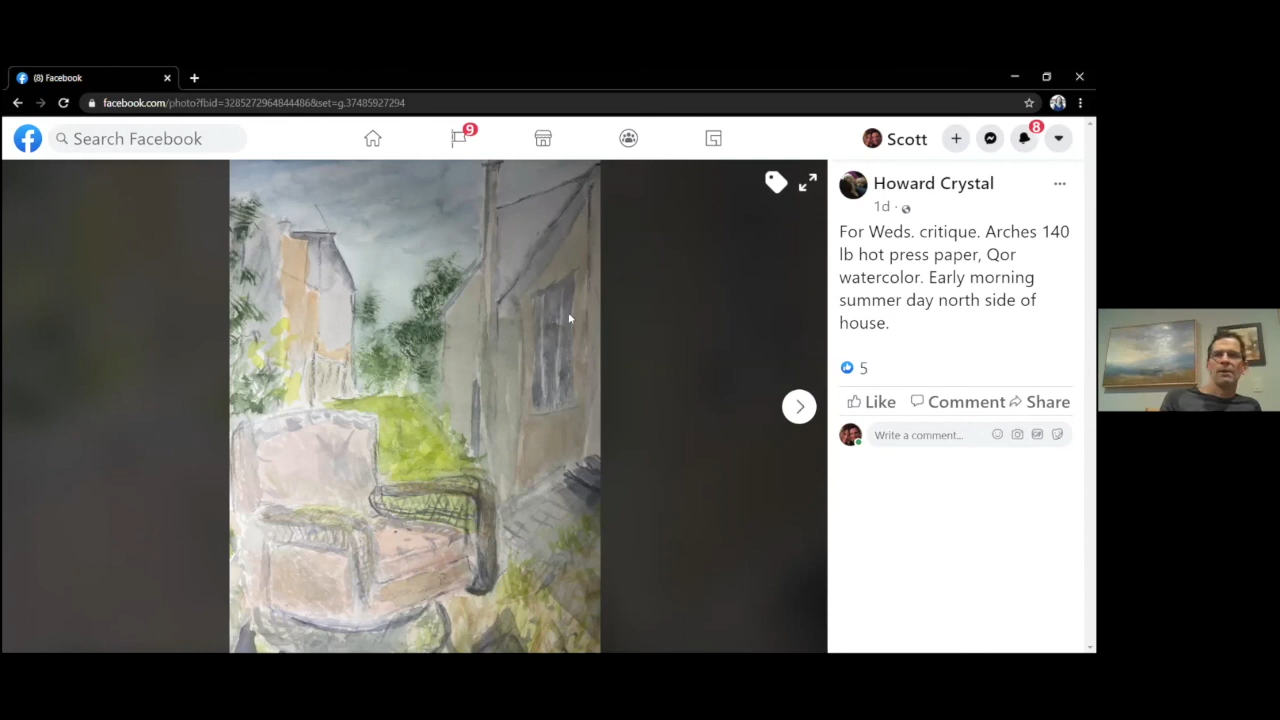 (8) Facebook
facebook.com/photo?fbid=3285272964844486&set=g.37485927294
Search Facebook
9
Scott
8
Howard Crystal
1d
For Weds. critique. Arches 140
lb hot press paper, Qor
watercolor. Early morning
summer day north side of
house.
5
Like Comment Share
Write a comment...